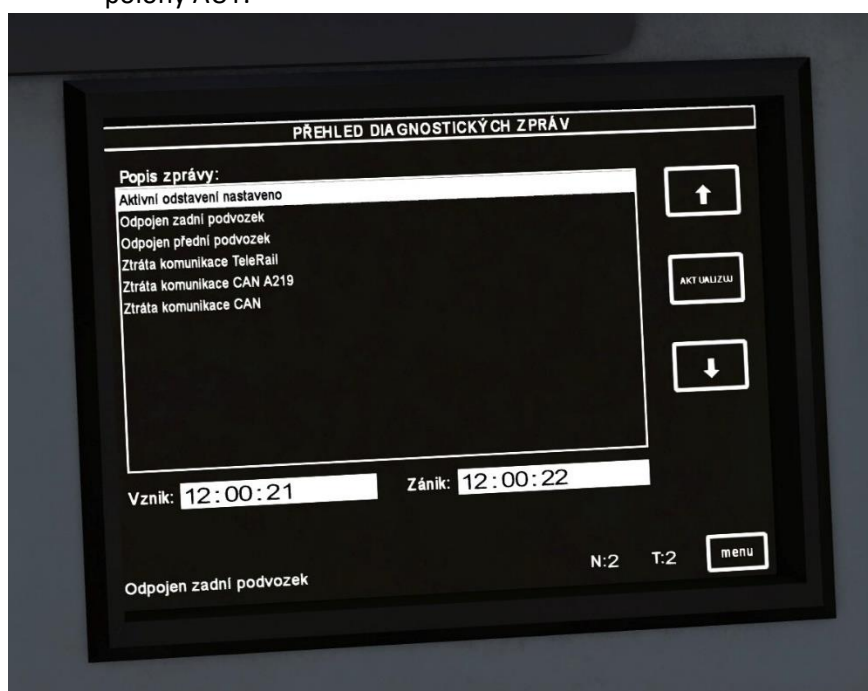 PŘEHLED DIAGNOSTICKÝCH ZPRÁV
Popis zprávy:
Aktivní odstavení nastaveno
Odpojen zadní podvozek
Odpojen přední podvozek
Ztráta komunikace TeleRail
Ztráta komunikace CAN A219
Ztráta komunikace CAN
AKTUALIZUJ
Vznik: 12:00:21 Zánik: 12:00:22
N:2 T:2 menu
Odpojen zadní podvozek